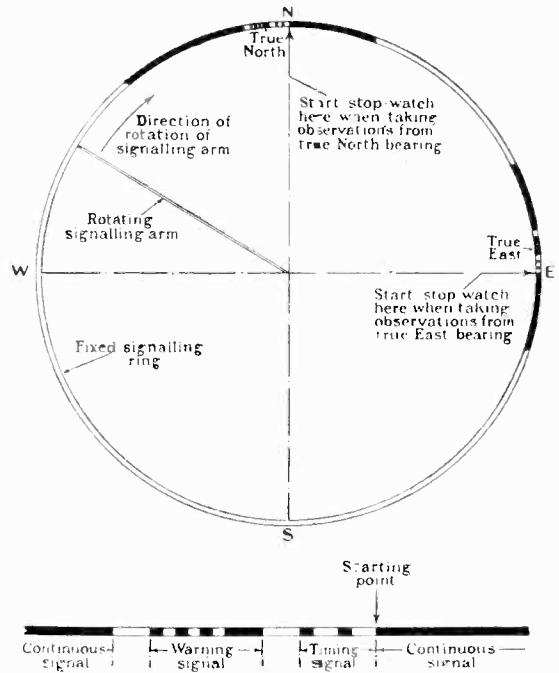 N
True
North
Start stop-watch
here when taking
observations from
true North bearing
Direction of
rotation of
signalling arm
Rotating
signalling arm
True
East
W
E
Start stop watch
here when taking
observations from
true East bearing
Fixed signalling
ring
S
Starting
point
Continuous
signal
Warning
signal
Timing
signal
Continuous
signal